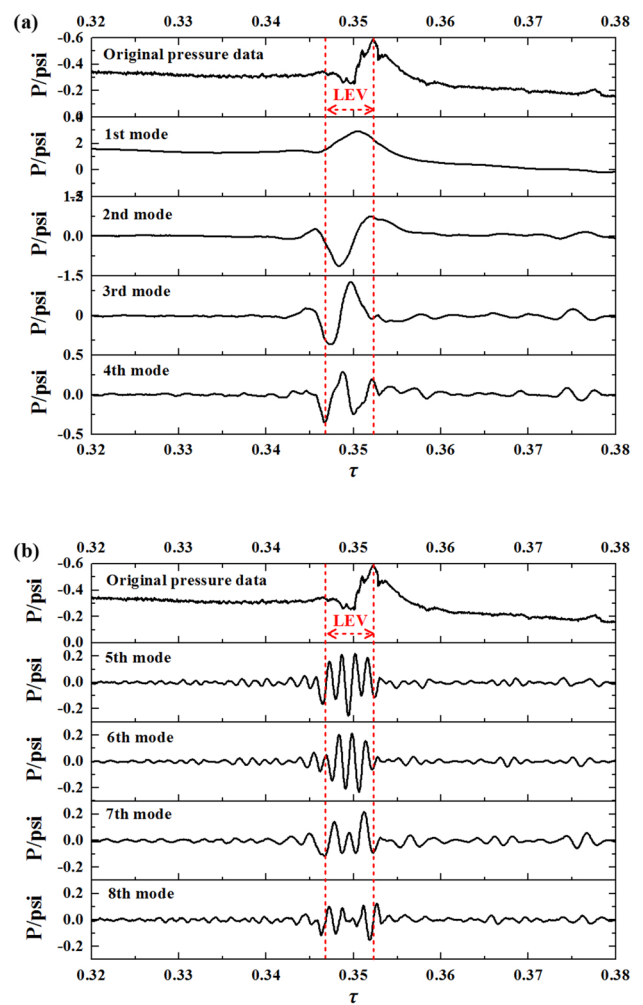 (a)
0.32 0.33 0.34 0.35 0.36 0.37 0.38
-0.6
Original pressure data
-0.4
P/psi
-0.2
LEV
0.0
1st mode
2
P/psi
0
1.5
2nd mode
0.0
P/psi
-1.5
3rd mode
0
P/psi
0.5
4th mode
0.0
P/psi
-0.5
0.32 0.33 0.34 0.35 0.36 0.37 0.38
τ
(b)
0.32 0.33 0.34 0.35 0.36 0.37 0.38
-0.6
Original pressure data
-0.4
P/psi
-0.2
LEV
0.0
5th mode
0.2
0.0
P/psi
-0.2
6th mode
0.2
0.0
P/psi
-0.2
7th mode
0.2
0.0
P/psi
-0.2
8th mode
0.2
0.0
P/psi
-0.2
0.32 0.33 0.34 0.35 0.36 0.37 0.38
τ